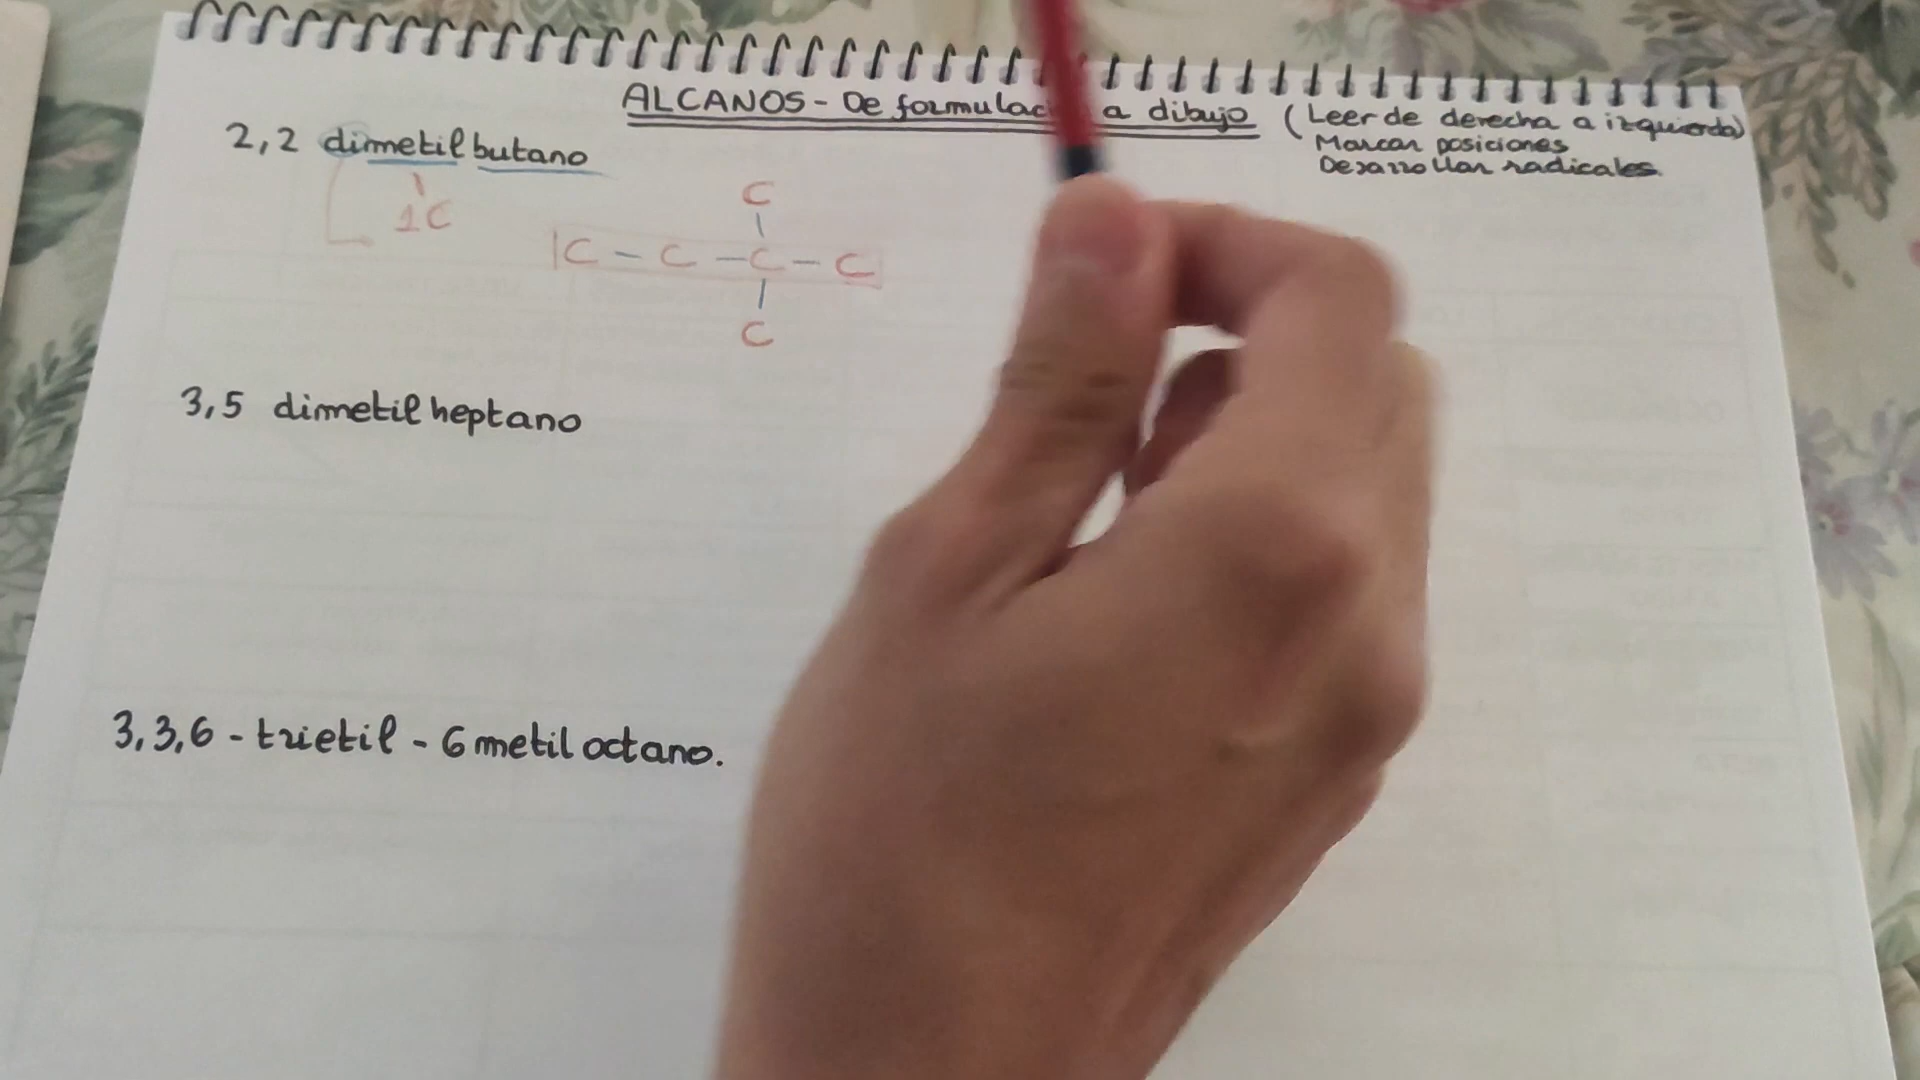 ALCANOS - De formulac a dibujo (Leer de derecha a izquierda)
Marcar posiciones
Desarrollar radicales.
2,2 dimetil butano
1C
C
C - C - C - C
C
3,5 dimetil heptano
3,3,6 - trietil - 6 metil octano.